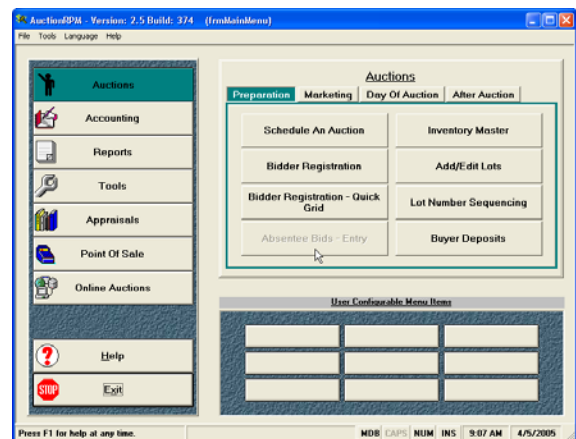 AuctionRPM - Version: 2.5 Build: 374 (frmMainMenu)
File Tools Language Help
Auctions
Accounting
Reports
Tools
Appraisals
Point Of Sale
Online Auctions
Help
STOP
Exit
Auctions
Preparation Marketing Day Of Auction After Auction
Schedule An Auction
Inventory Master
Bidder Registration
Add/Edit Lots
Bidder Registration - Quick
Grid
Lot Number Sequencing
Absentee Bids - Entry
Buyer Deposits
User Configurable Menu Items
Press F1 for help at any time.
MDB CAPS NUM INS 9:07 AM 4/5/2005